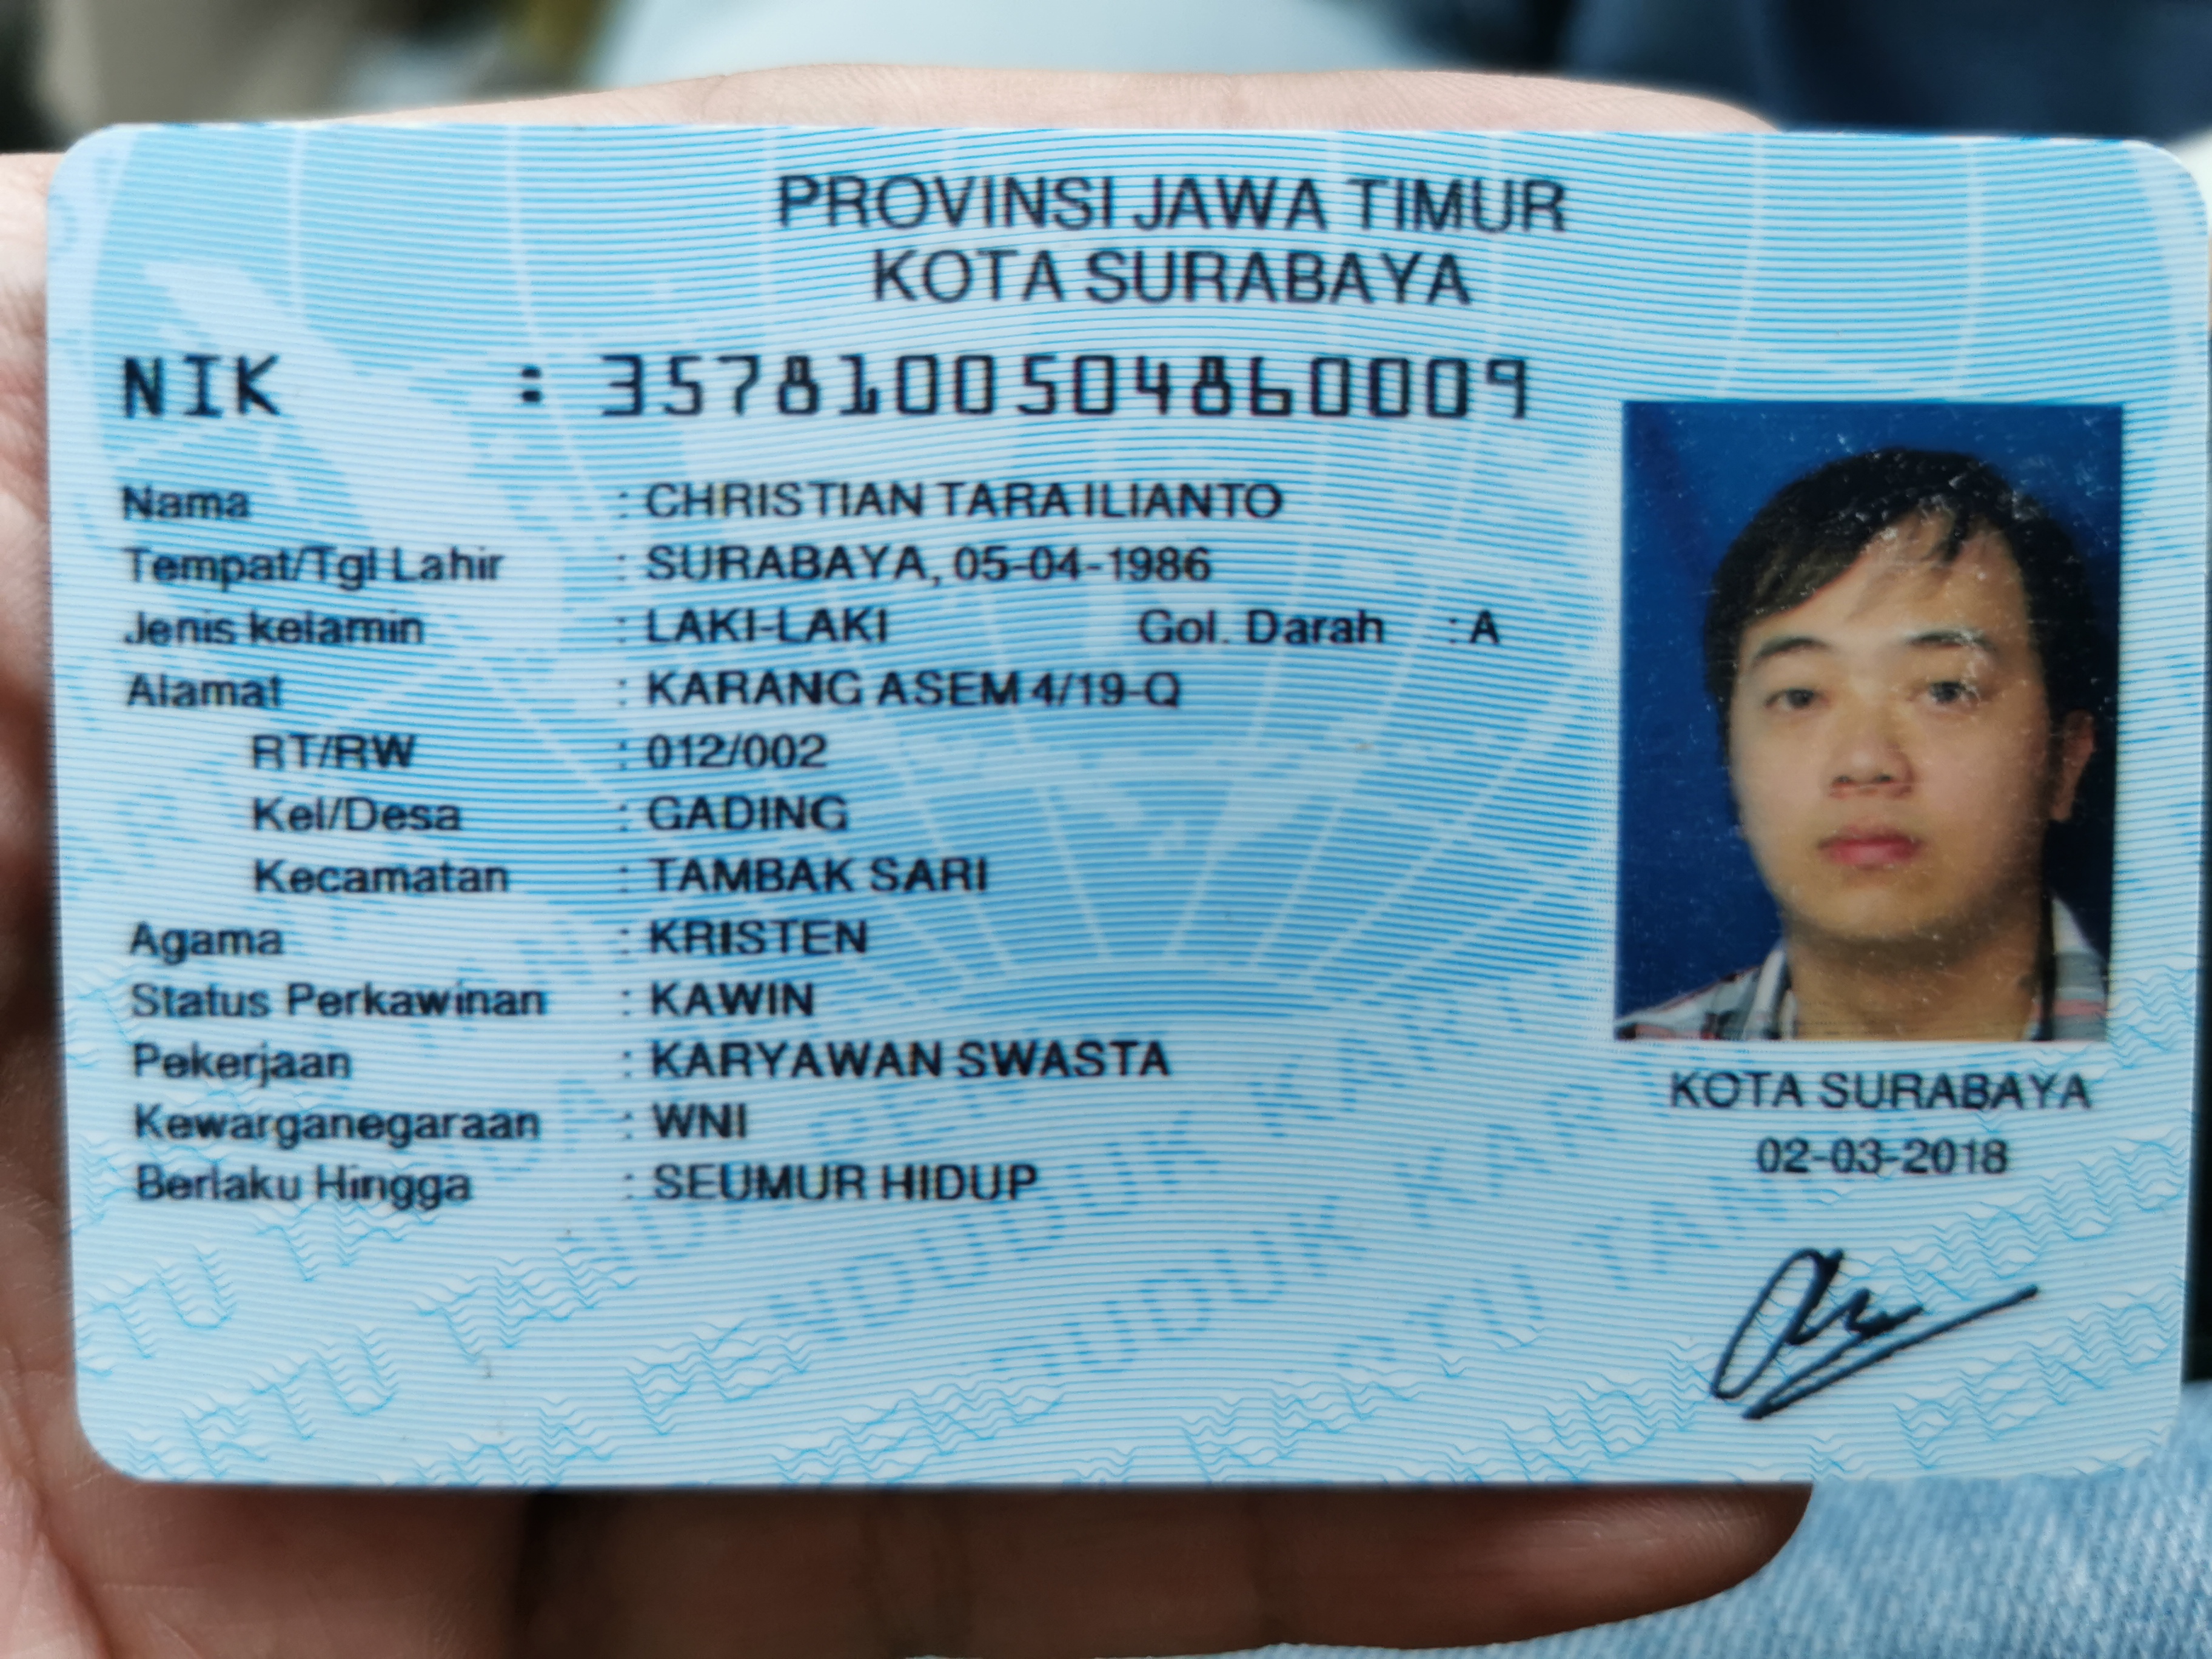 PROVINSI JAWA TIMUR
KOTA SURABAYA
NIK : 3578100504860009
Nama : CHRISTIAN TARA ILIANTO
Tempat/Tgl Lahir : SURABAYA, 05-04-1986
Jenis kelamin : LAKI-LAKI Gol. Darah : A
Alamat : KARANG ASEM 4/19-Q
RT/RW : 012/002
Kel/Desa : GADING
Kecamatan : TAMBAK SARI
Agama : KRISTEN
Status Perkawinan : KAWIN
Pekerjaan : KARYAWAN SWASTA
Kewarganegaraan : WNI
Berlaku Hingga : SEUMUR HIDUP
KOTA SURABAYA
02-03-2018